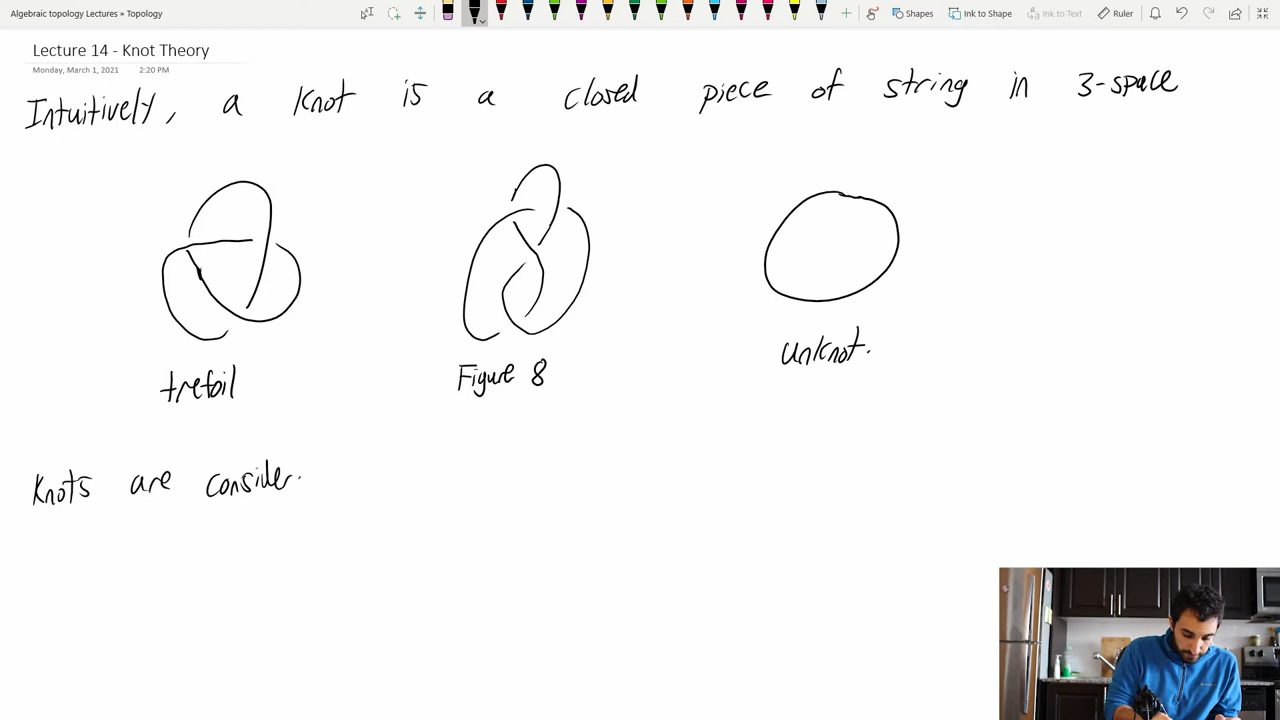 Algebraic topology Lectures » Topology
Shapes
Ink to Shape
Ink to Text
Ruler
Lecture 14 - Knot Theory
Monday, March 1, 2021 2:20 PM
Intuitively, a Knot is a closed piece of string in 3-space
trefoil
Figure 8
unknot.
Knots are consider.